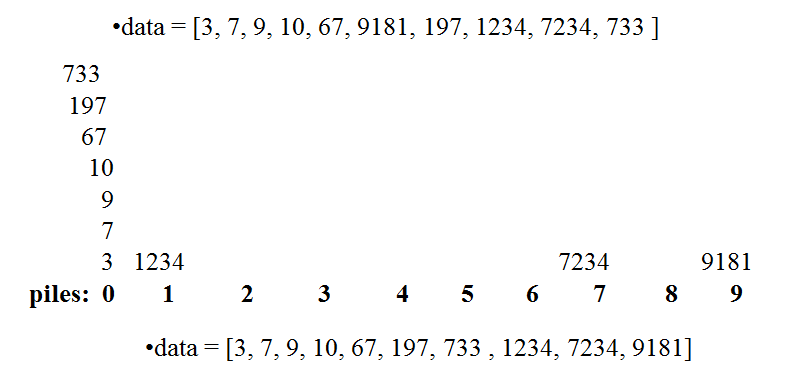 •data = [3, 7, 9, 10, 67, 9181, 197, 1234, 7234, 733 ]
733
197
67
10
9
7
3 1234 7234 9181
piles: 0 1 2 3 4 5 6 7 8 9
•data = [3, 7, 9, 10, 67, 197, 733 , 1234, 7234, 9181]